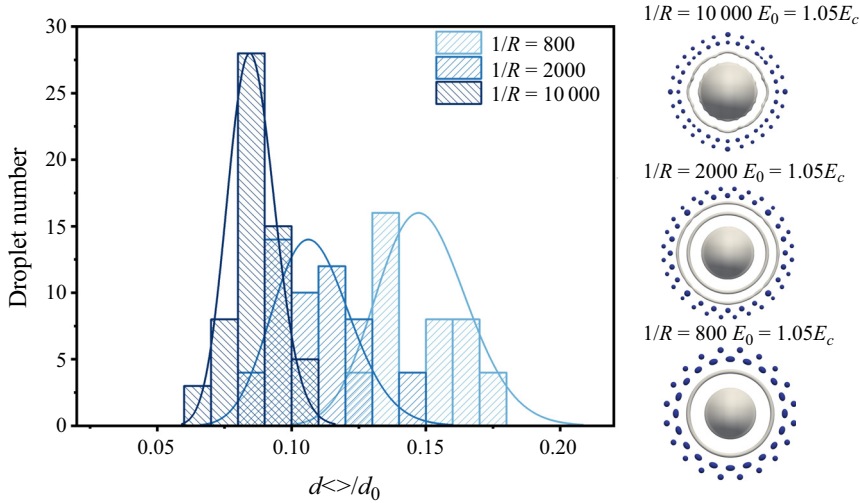 30
25
20
15
10
5
0
Droplet number
0.05
0.10
0.15
0.20
d<>/d0
1/R = 800
1/R = 2000
1/R = 10 000
1/R = 10 000 E0 = 1.05Ec
1/R = 2000 E0 = 1.05Ec
1/R = 800 E0 = 1.05Ec